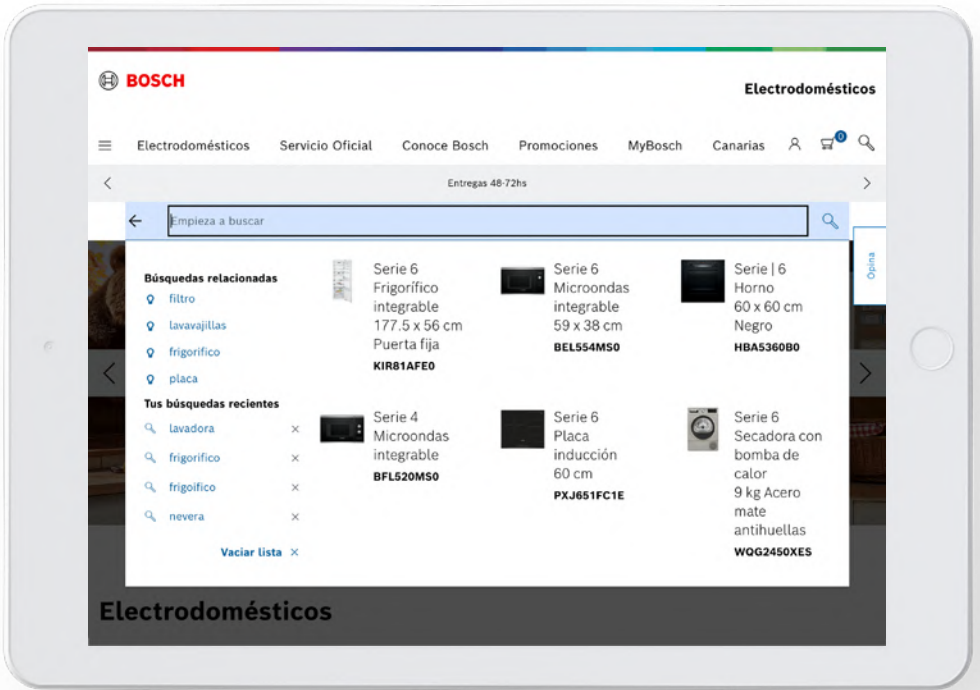 BOSCH
Electrodomésticos
Electrodomésticos
Servicio Oficial
Conoce Bosch
Promociones
MyBosch
Canarias
0
Entregas 48-72hs
Empieza a buscar
Opina
Búsquedas relacionadas
filtro
lavavajillas
frigorifico
placa
Tus búsquedas recientes
lavadora
frigorifico
frigoifico
nevera
Vaciar lista
Serie 6
Frigorífico
integrable
177.5 x 56 cm
Puerta fija
KIR81AFE0
Serie 6
Microondas
integrable
59 x 38 cm
BEL554MS0
Serie | 6
Horno
60 x 60 cm
Negro
HBA5360B0
Serie 4
Microondas
integrable
BFL520MS0
Serie 6
Placa
inducción
60 cm
PXJ651FC1E
Serie 6
Secadora con
bomba de
calor
9 kg Acero
mate
antihuellas
WQG2450XES
Electrodomésticos